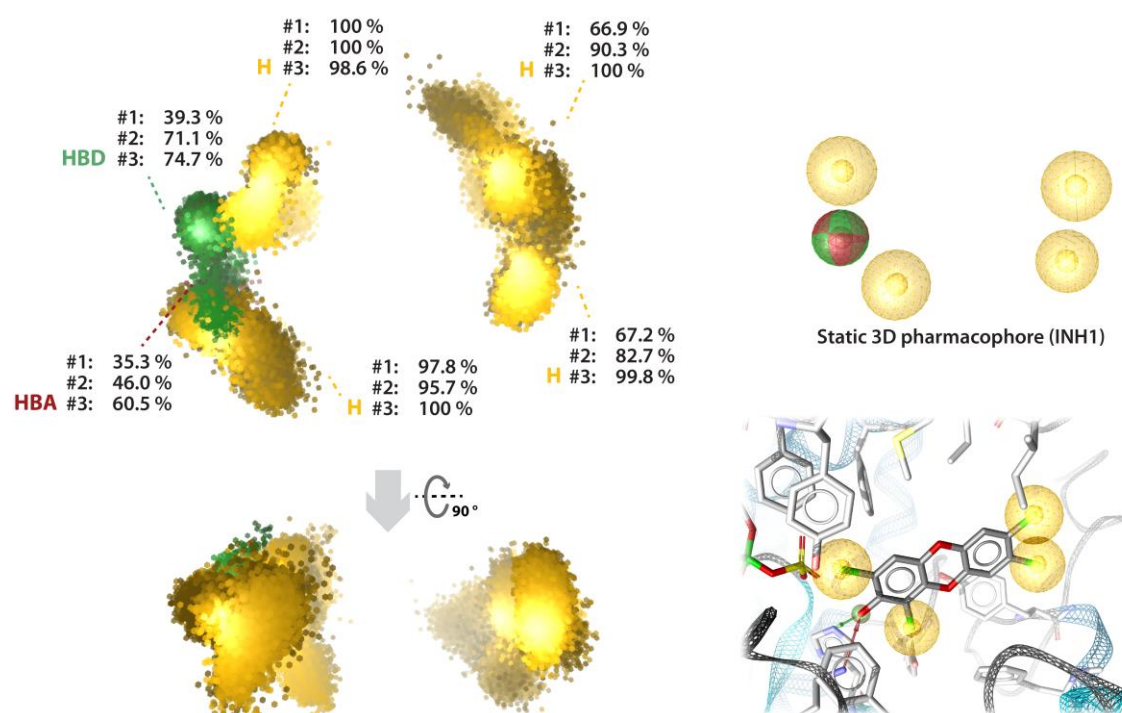 #1: 100 %
#2: 100 %
H #3: 98.6 %
#1: 66.9 %
#2: 90.3 %
H #3: 100 %
#1: 39.3 %
#2: 71.1 %
HBD #3: 74.7 %
#1: 35.3 %
#2: 46.0 %
HBA #3: 60.5 %
#1: 97.8 %
#2: 95.7 %
H #3: 100 %
#1: 67.2 %
#2: 82.7 %
H #3: 99.8 %
Static 3D pharmacophore (INH1)
90 °